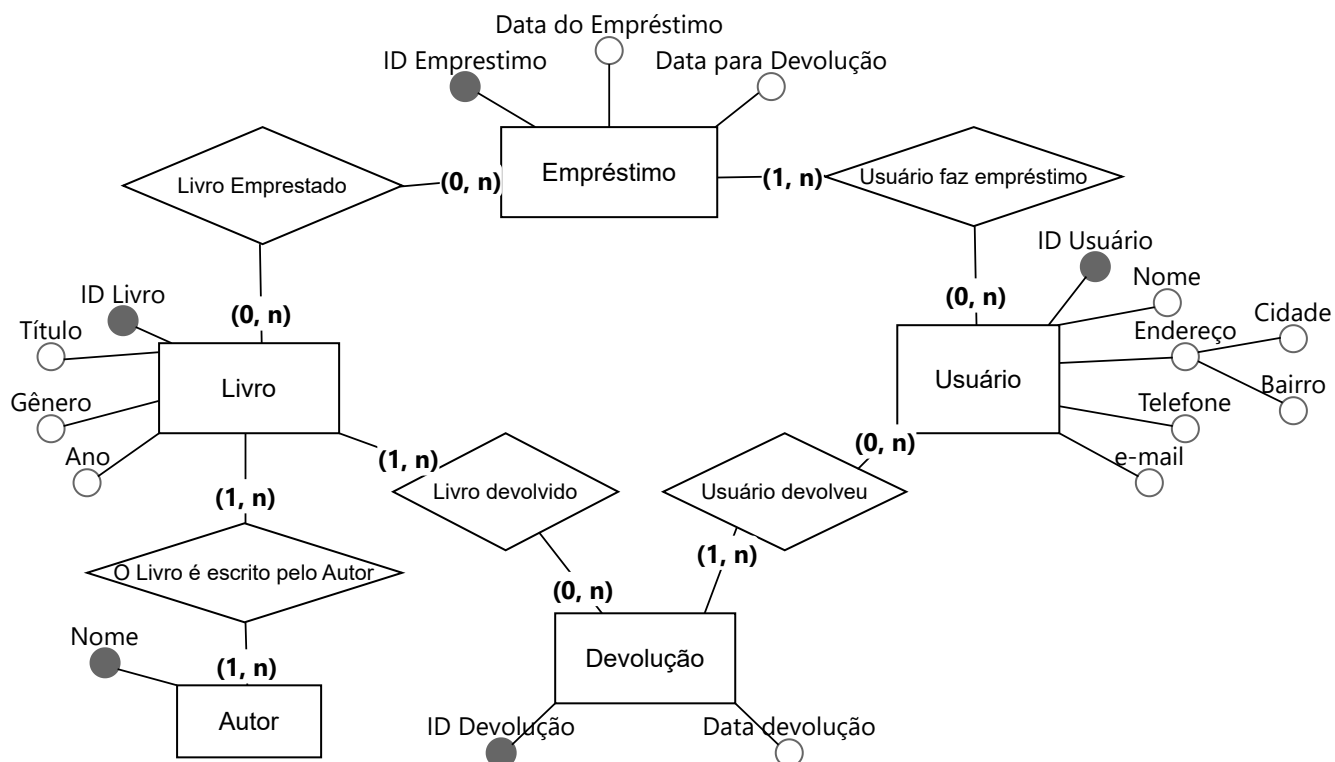 Data do Empréstimo
ID Emprestimo
Data para Devolução
Livro Emprestado
(0, n)
Empréstimo
(1, n)
Usuário faz empréstimo
ID Usuário
Nome
ID Livro
(0, n)
(0, n)
Cidade
Título
Endereço
Livro
Usuário
Bairro
Gênero
Telefone
Ano
(1, n)
(0, n)
e-mail
(1, n)
Livro devolvido
Usuário devolveu
(1, n)
O Livro é escrito pelo Autor
(0, n)
Nome
(1, n)
Devolução
Autor
ID Devolução
Data devolução